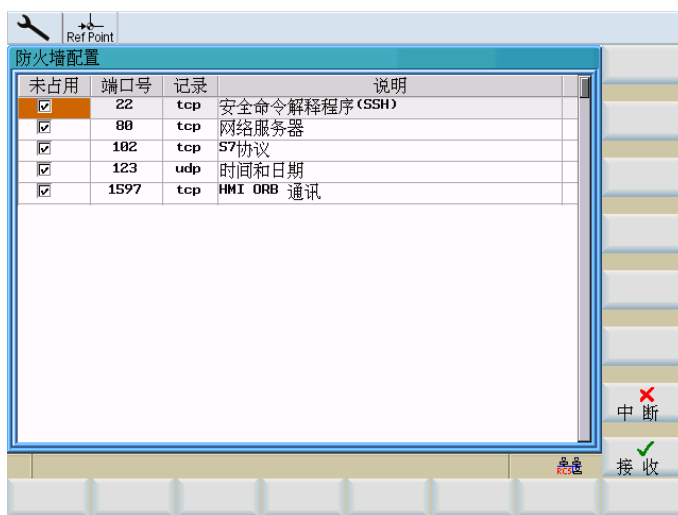 Ref Point
防火墙配置
未占用 端口号 记录 说明
22 tcp 安全命令解释程序(SSH)
80 tcp 网络服务器
102 tcp S7协议
123 udp 时间和日期
1597 tcp HMI ORB 通讯
中断
RCS
接收